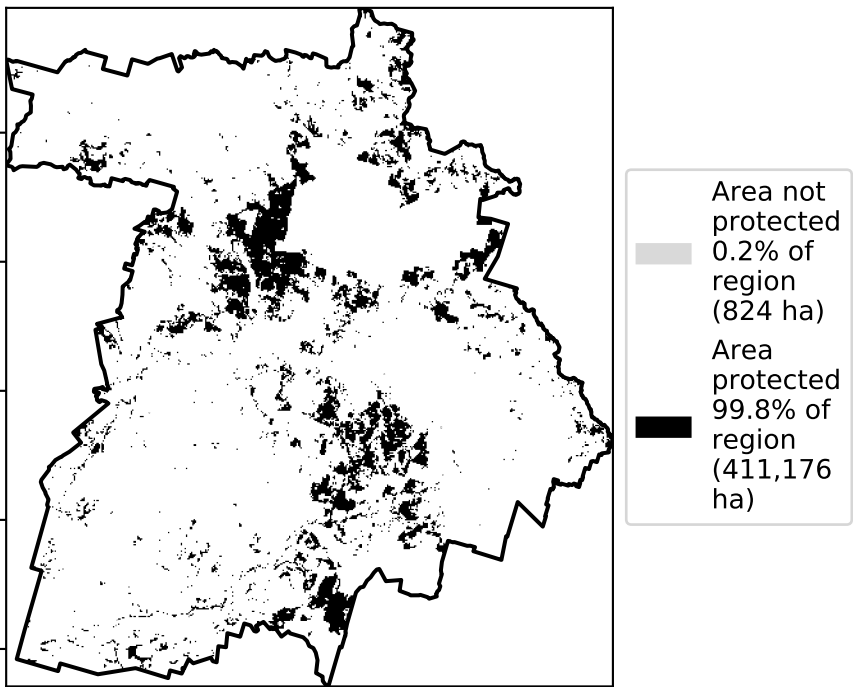 Area not
protected
0.2% of
region
(824 ha)
Area
protected
99.8% of
region
(411,176
ha)